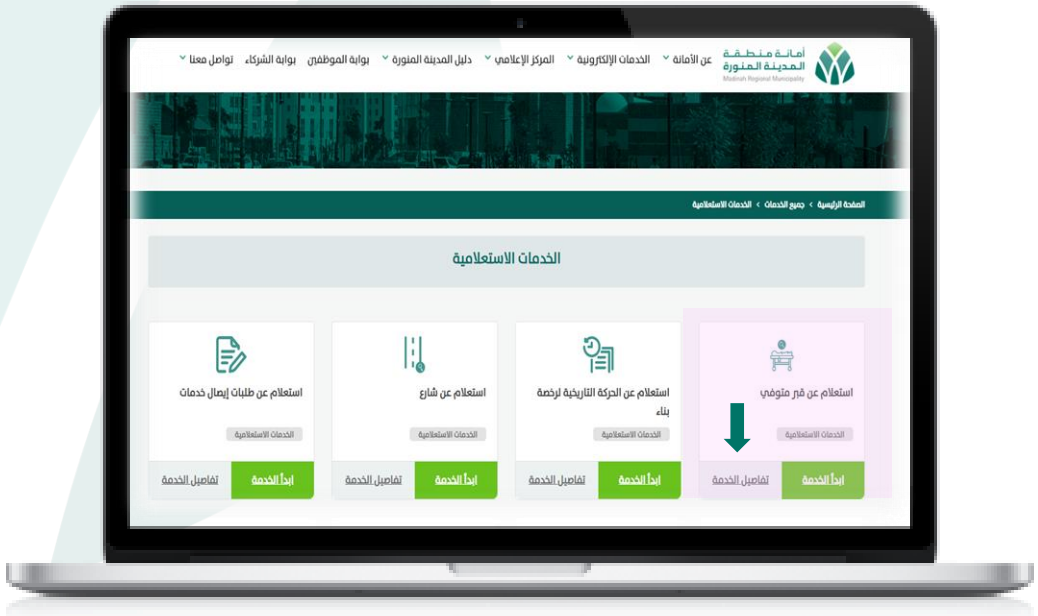 أمانة منطقة
المدينة المنورة
Madinah Regional Municipality
عن الأمانة الخدمات الإلكترونية المركز الإعلامي دليل المدينة المنورة بوابة الموظفين بوابة الشركاء تواصل معنا
الصفحة الرئيسية > جميع الخدمات > الخدمات الاستعلامية
الخدمات الاستعلامية
استعلام عن قبر متوفي
الخدمات الاستعلامية
ابدأ الخدمة تفاصيل الخدمة
استعلام عن الحركة التاريخية لرخصة
بناء
الخدمات الاستعلامية
ابدأ الخدمة تفاصيل الخدمة
استعلام عن شارع
الخدمات الاستعلامية
ابدأ الخدمة تفاصيل الخدمة
استعلام عن طلبات إيصال خدمات
الخدمات الاستعلامية
ابدأ الخدمة تفاصيل الخدمة